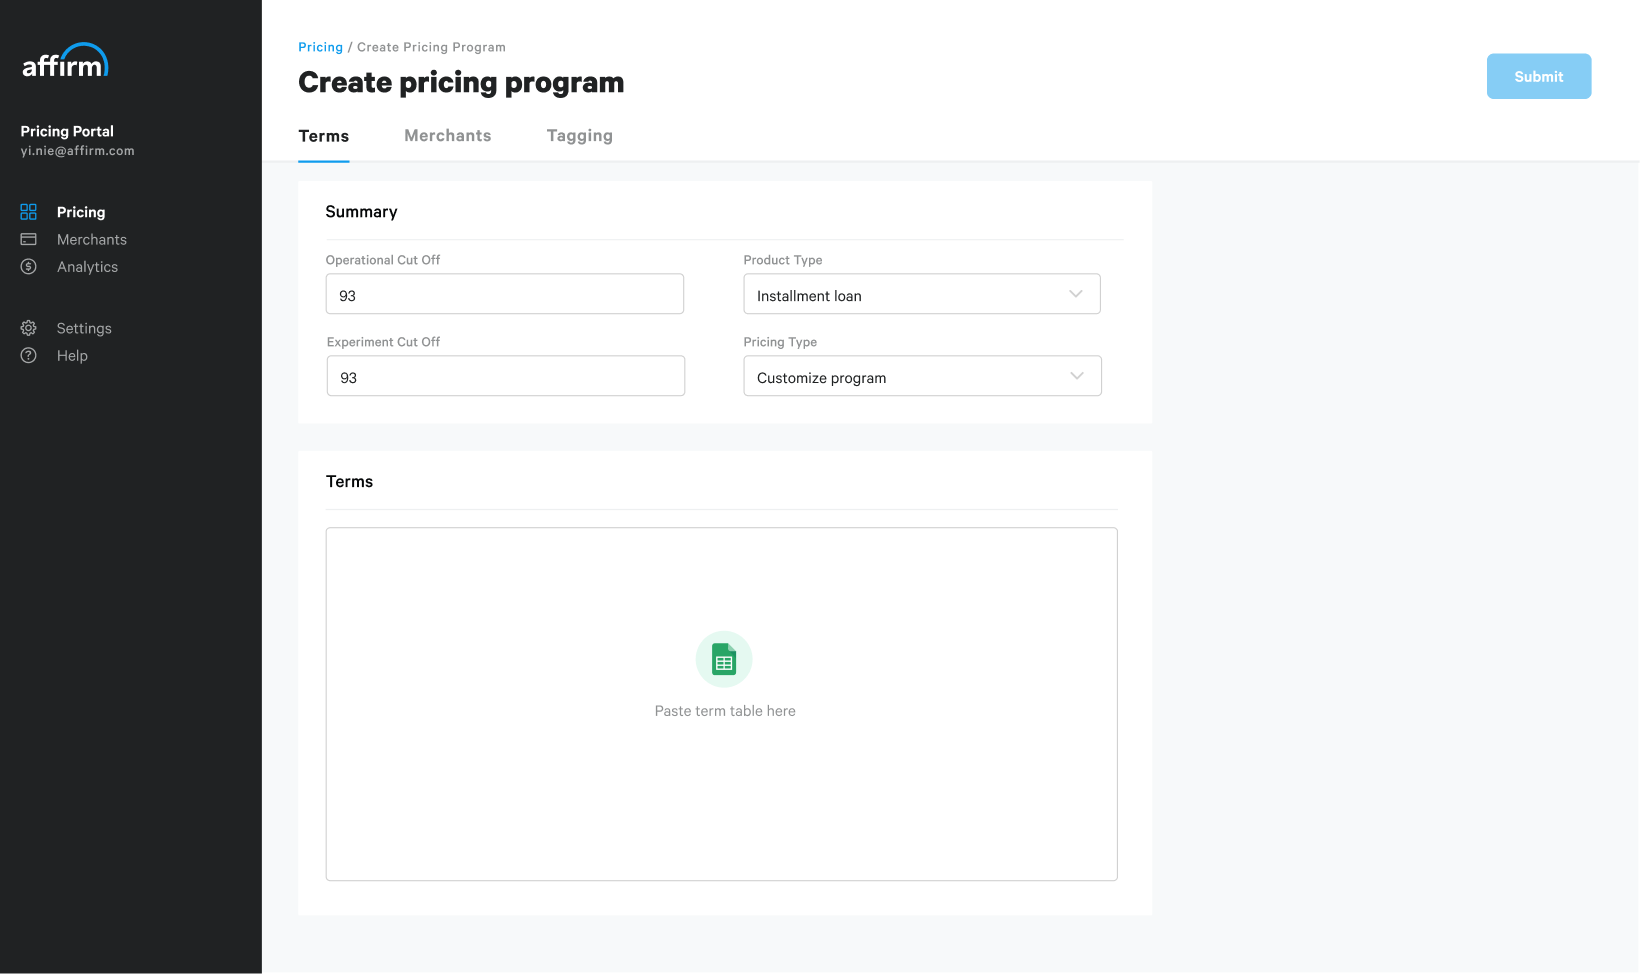 affirm
Pricing Portal
yi.nie@affirm.com
Pricing
Merchants
Analytics
Settings
Help
Pricing / Create Pricing Program
Create pricing program
Submit
Terms
Merchants
Tagging
Summary
Operational Cut Off
93
Product Type
Installment loan
Experiment Cut Off
93
Pricing Type
Customize program
Terms
Paste term table here